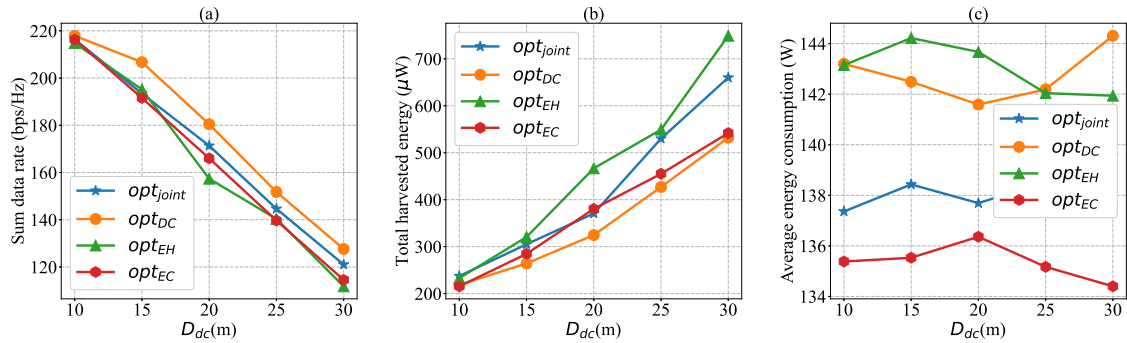 (a)
Sum data rate (bps/Hz)
220
200
180
160
140
120
opt_joint
opt_DC
opt_EH
opt_EC
10 15 20 25 30
D_dc(m)
(b)
Total harvested energy (μW)
700
600
500
400
300
200
opt_joint
opt_DC
opt_EH
opt_EC
10 15 20 25 30
D_dc(m)
(c)
Average energy consumption (W)
144
142
140
138
136
134
opt_joint
opt_DC
opt_EH
opt_EC
10 15 20 25 30
D_dc(m)